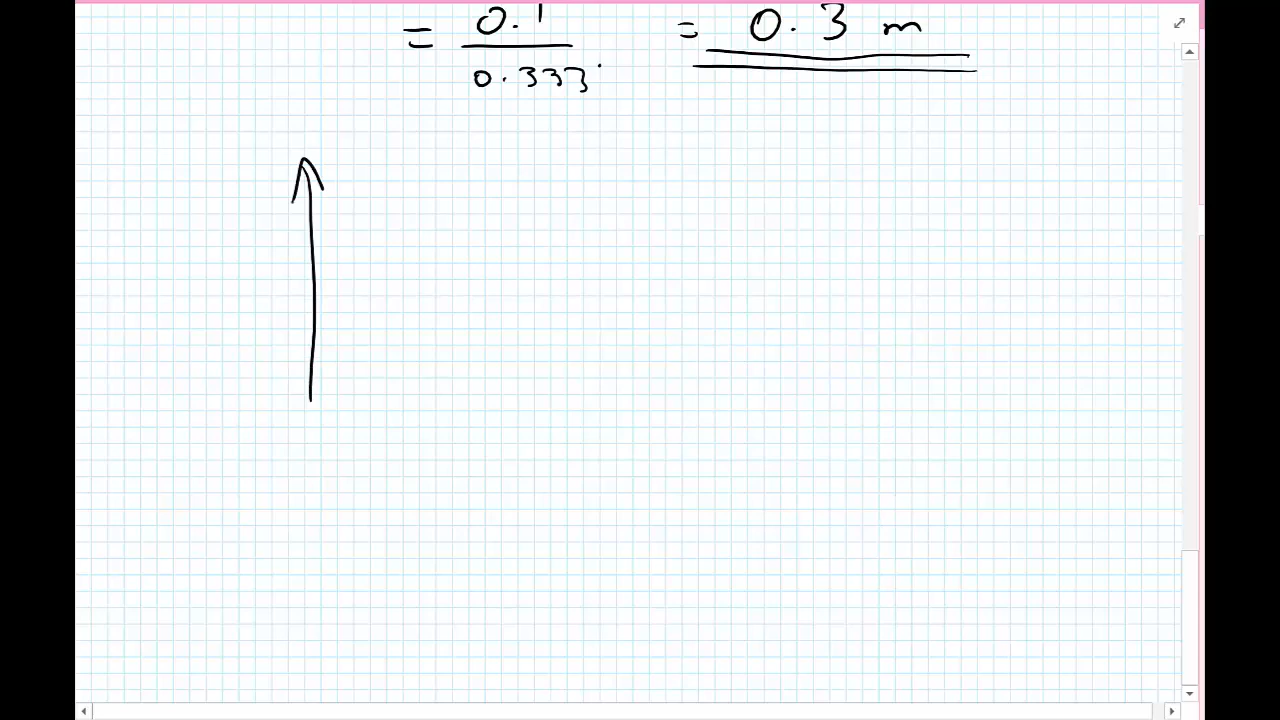 = 0.1 / 0.333· = 0.3 m